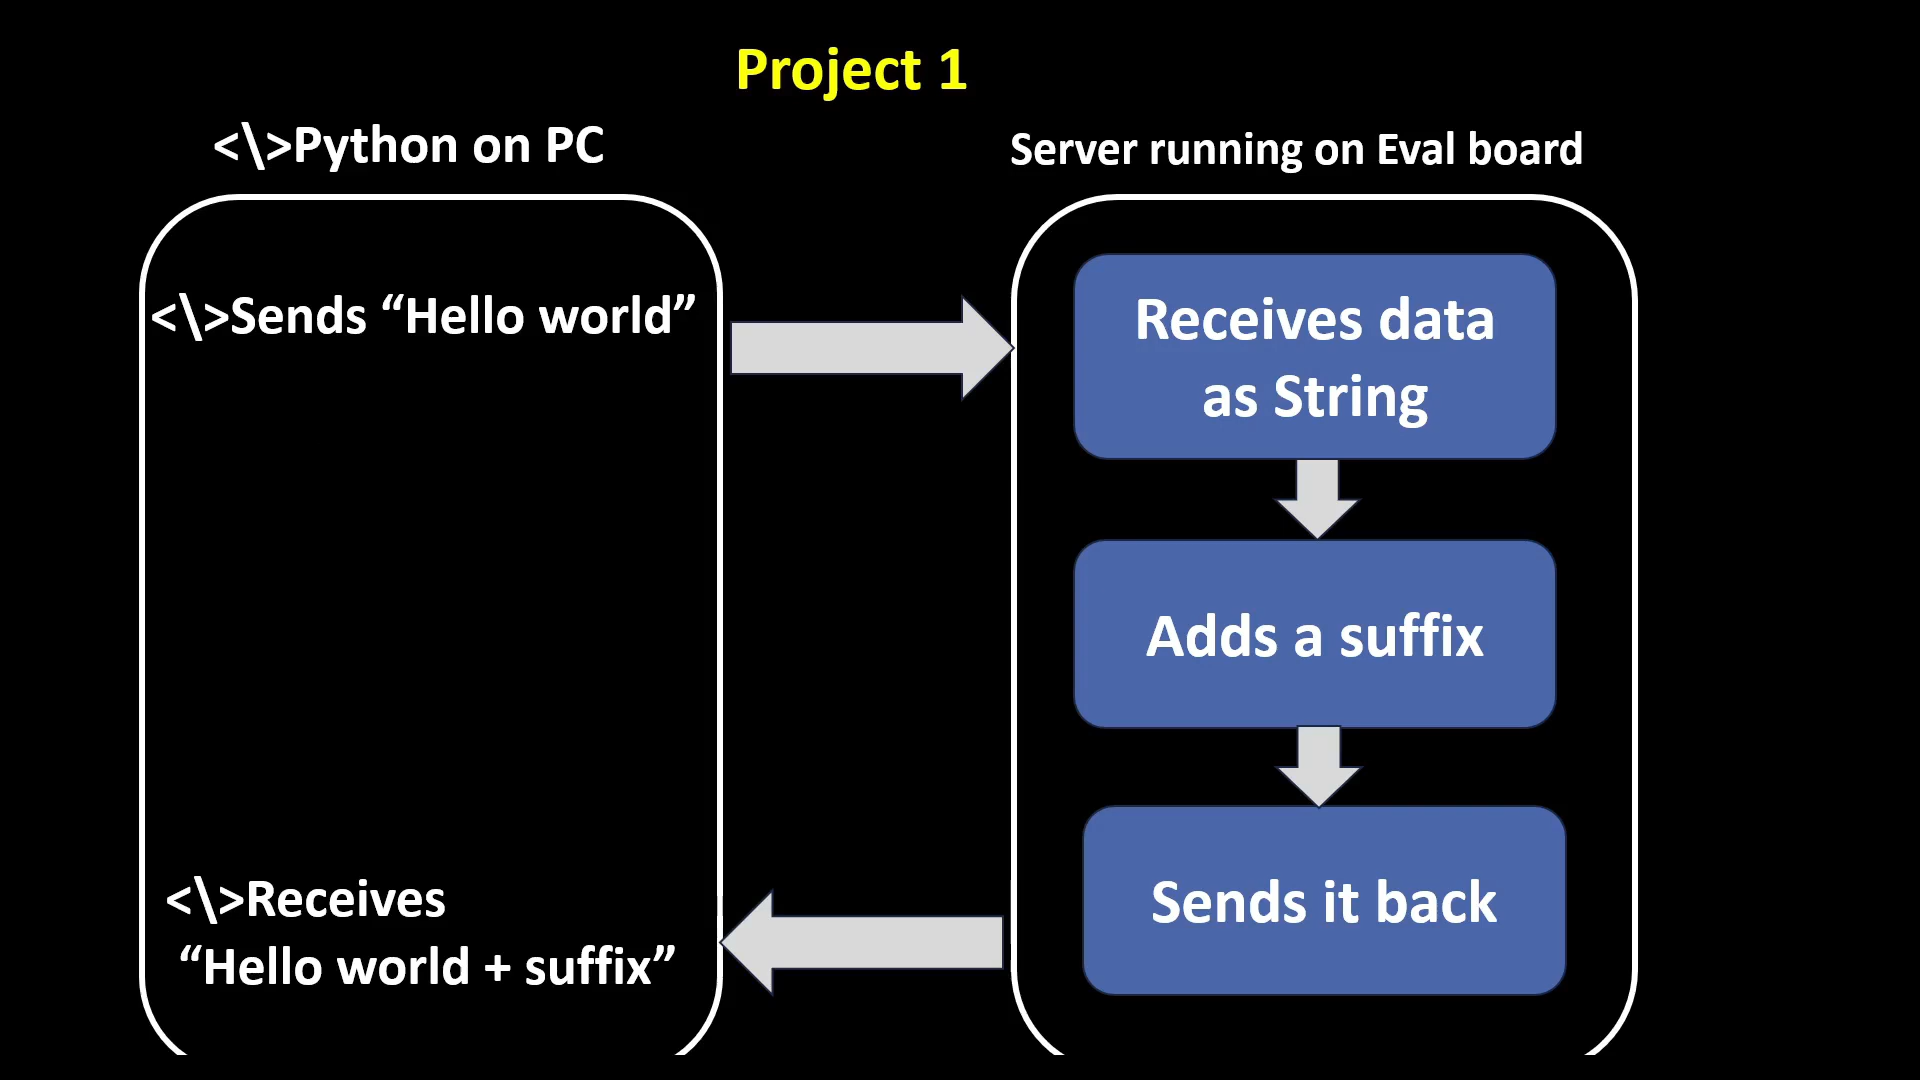 Project 1
<\>Python on PC
<\>Sends “Hello world”
<\>Receives
“Hello world + suffix”
Server running on Eval board
Receives data
as String
Adds a suffix
Sends it back